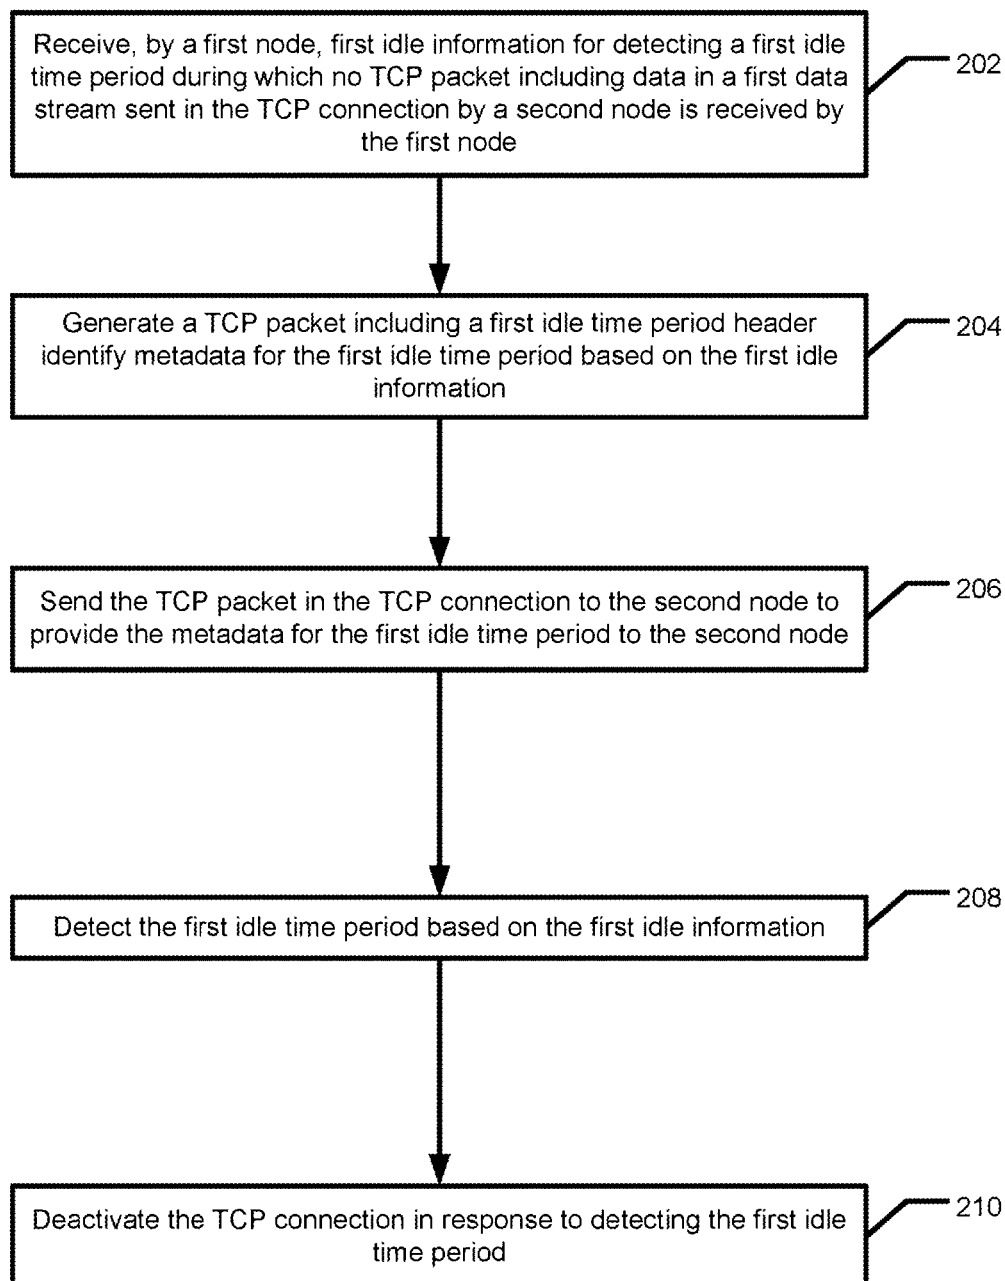 Receive, by a first node, first idle information for detecting a first idle
time period during which no TCP packet including data in a first data
stream sent in the TCP connection by a second node is received by
the first node
202
Generate a TCP packet including a first idle time period header
identify metadata for the first idle time period based on the first idle
information
204
Send the TCP packet in the TCP connection to the second node to
provide the metadata for the first idle time period to the second node
206
Detect the first idle time period based on the first idle information
208
Deactivate the TCP connection in response to detecting the first idle
time period
210